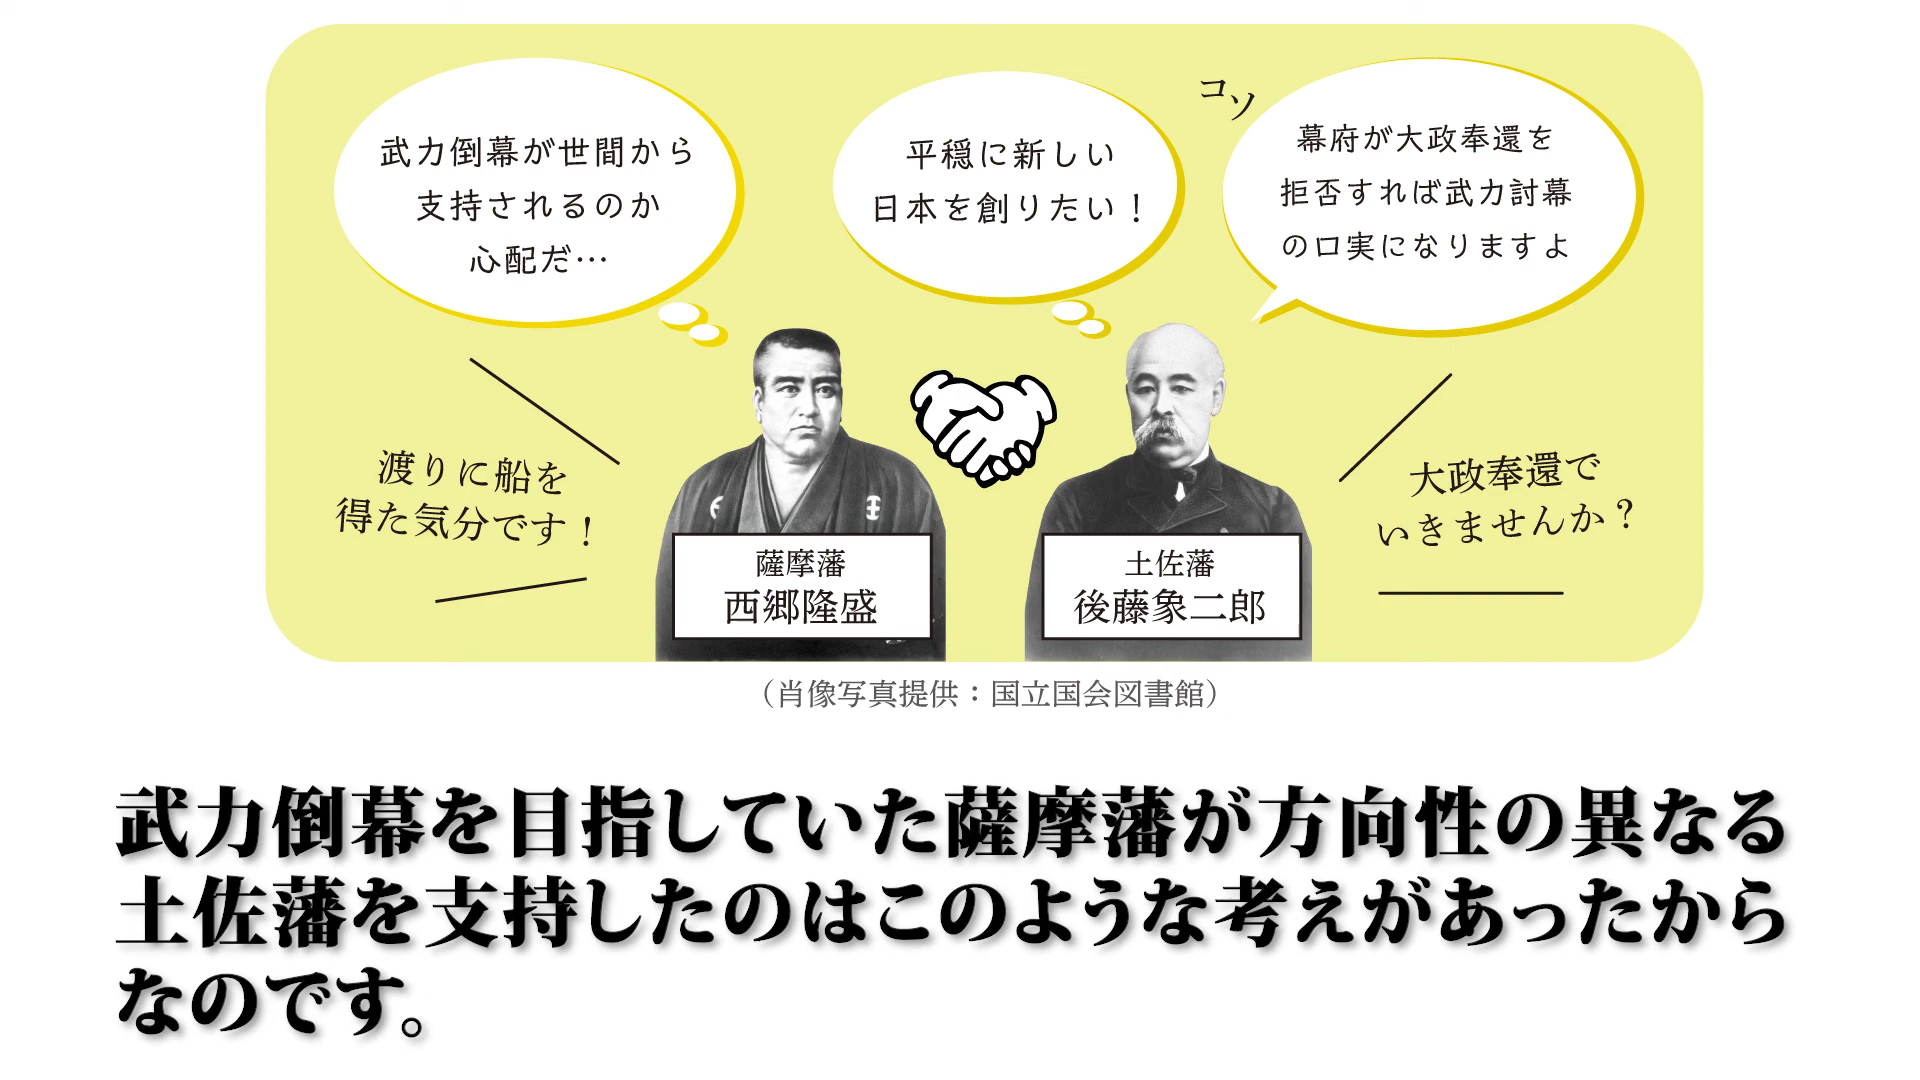 武力倒幕が世間から
支持されるのか
心配だ…
平穏に新しい
日本を創りたい！
コソ
幕府が大政奉還を
拒否すれば武力討幕
の口実になりますよ
渡りに船を
得た気分です！
大政奉還で
いきませんか？
薩摩藩
西郷隆盛
土佐藩
後藤象二郎
（肖像写真提供：国立国会図書館）
武力倒幕を目指していた薩摩藩が方向性の異なる
土佐藩を支持したのはこのような考えがあったから
なのです。